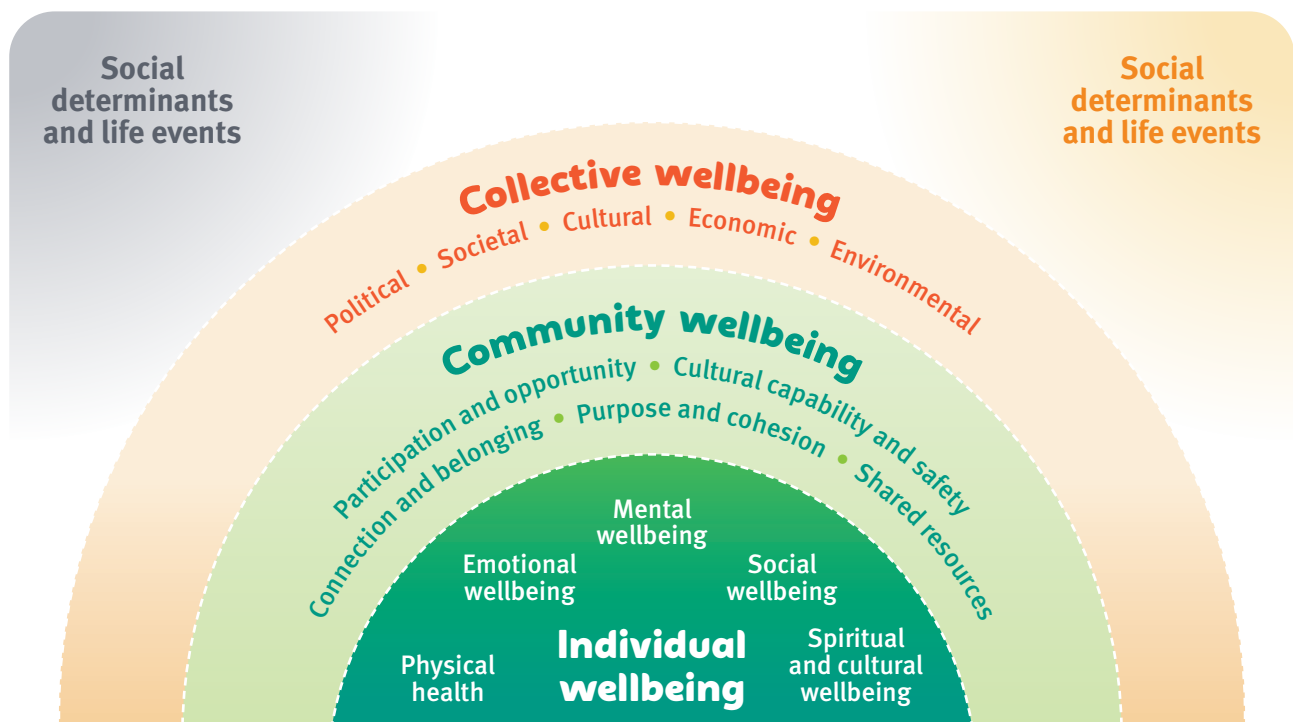 Social
determinants
and life events
Social
determinants
and life events
Collective wellbeing
Political • Societal • Cultural • Economic • Environmental
Community wellbeing
Participation and opportunity • Cultural capability and safety
Connection and belonging • Purpose and cohesion • Shared resources
Mental
wellbeing
Emotional
wellbeing
Social
wellbeing
Physical
health
Individual
wellbeing
Spiritual
and cultural
wellbeing